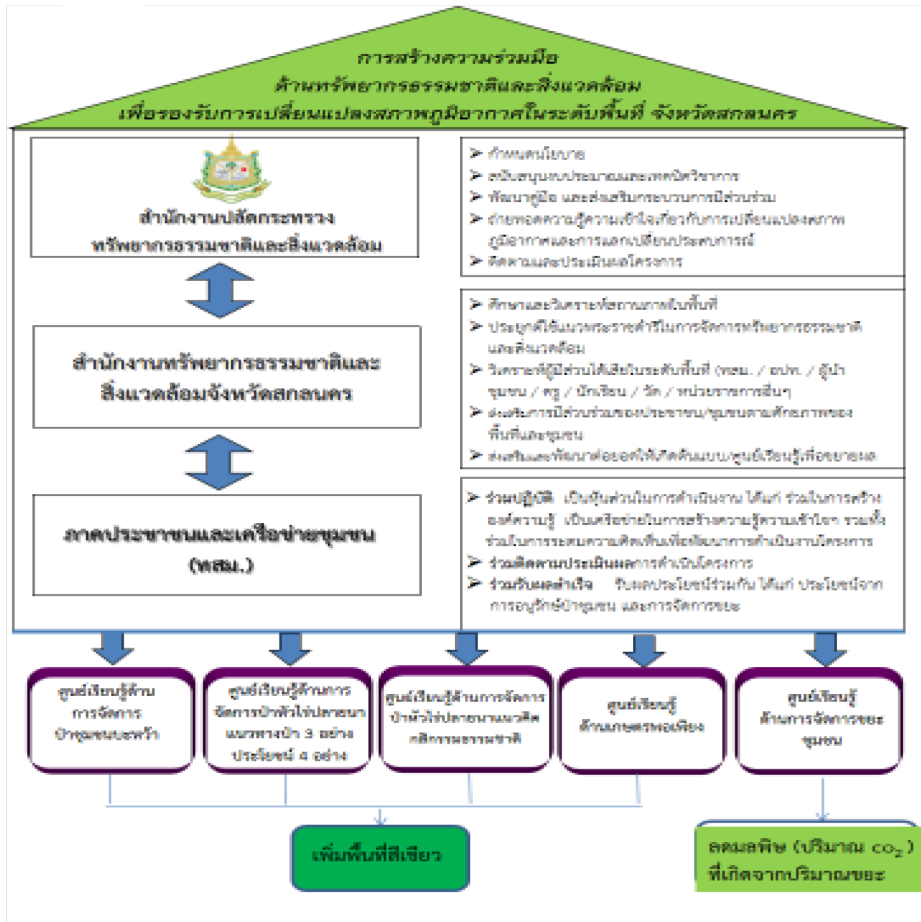 การสร้างความร่วมมือ
ด้านทรัพยากรธรรมชาติและสิ่งแวดล้อม
เพื่อรองรับการเปลี่ยนแปลงสภาพภูมิอากาศในระดับพื้นที่ จังหวัดสกลนคร
สำนักงานปลัดกระทรวง
ทรัพยากรธรรมชาติและสิ่งแวดล้อม
➢ กำหนดนโยบาย
➢ สนับสนุนงบประมาณและเทคนิควิชาการ
➢ พัฒนาคู่มือ และส่งเสริมกระบวนการมีส่วนร่วม
➢ ถ่ายทอดความรู้ความเข้าใจเกี่ยวกับการเปลี่ยนแปลงสภาพ
ภูมิอากาศและการแลกเปลี่ยนประสบการณ์
➢ ติดตามและประเมินผลโครงการ
สำนักงานทรัพยากรธรรมชาติและ
สิ่งแวดล้อมจังหวัดสกลนคร
➢ ศึกษาและวิเคราะห์สถานภาพในพื้นที่
➢ ประยุกต์ใช้แนวพระราชดำริในการจัดการทรัพยากรธรรมชาติ
และสิ่งแวดล้อม
➢ วิเคราะห์ผู้มีส่วนได้เสียในระดับพื้นที่ (ทสม. / อปท. / ผู้นำ
ชุมชน / ครู / นักเรียน / วัด / หน่วยราชการอื่นๆ
➢ ส่งเสริมการมีส่วนร่วมของประชาชน/ชุมชนตามศักยภาพของ
พื้นที่และชุมชน
➢ ส่งเสริมและพัฒนาต่อยอดให้เกิดต้นแบบ/ศูนย์เรียนรู้เพื่อขยายผล
ภาคประชาชนและเครือข่ายชุมชน
(ทสม.)
➢ ร่วมปฏิบัติ เป็นหุ้นส่วนในการดำเนินงาน ได้แก่ ร่วมในการสร้าง
องค์ความรู้ เป็นเครือข่ายในการสร้างความรู้ความเข้าใจฯ รวมทั้ง
ร่วมในการระดมความคิดเห็นเพื่อพัฒนาการดำเนินงานโครงการ
➢ ร่วมติดตามประเมินผลการดำเนินโครงการ
➢ ร่วมรับผลสำเร็จ รับผลประโยชน์ร่วมกัน ได้แก่ ประโยชน์จาก
การอนุรักษ์ป่าชุมชน และการจัดการขยะ
ศูนย์เรียนรู้ด้าน
การจัดการ
ป่าชุมชนบะหว้า
ศูนย์เรียนรู้ด้านการ
จัดการป่าหัวไร่ปลายนา
แนวทางป่า 3 อย่าง
ประโยชน์ 4 อย่าง
ศูนย์เรียนรู้ด้านการจัดการ
ป่าหัวไร่ปลายนาแนวคิด
กสิกรรมธรรมชาติ
ศูนย์เรียนรู้
ด้านเกษตรพอเพียง
ศูนย์เรียนรู้
ด้านการจัดการขยะ
ชุมชน
เพิ่มพื้นที่สีเขียว
ลดมลพิษ (ปริมาณ co₂ )
ที่เกิดจากปริมาณขยะ